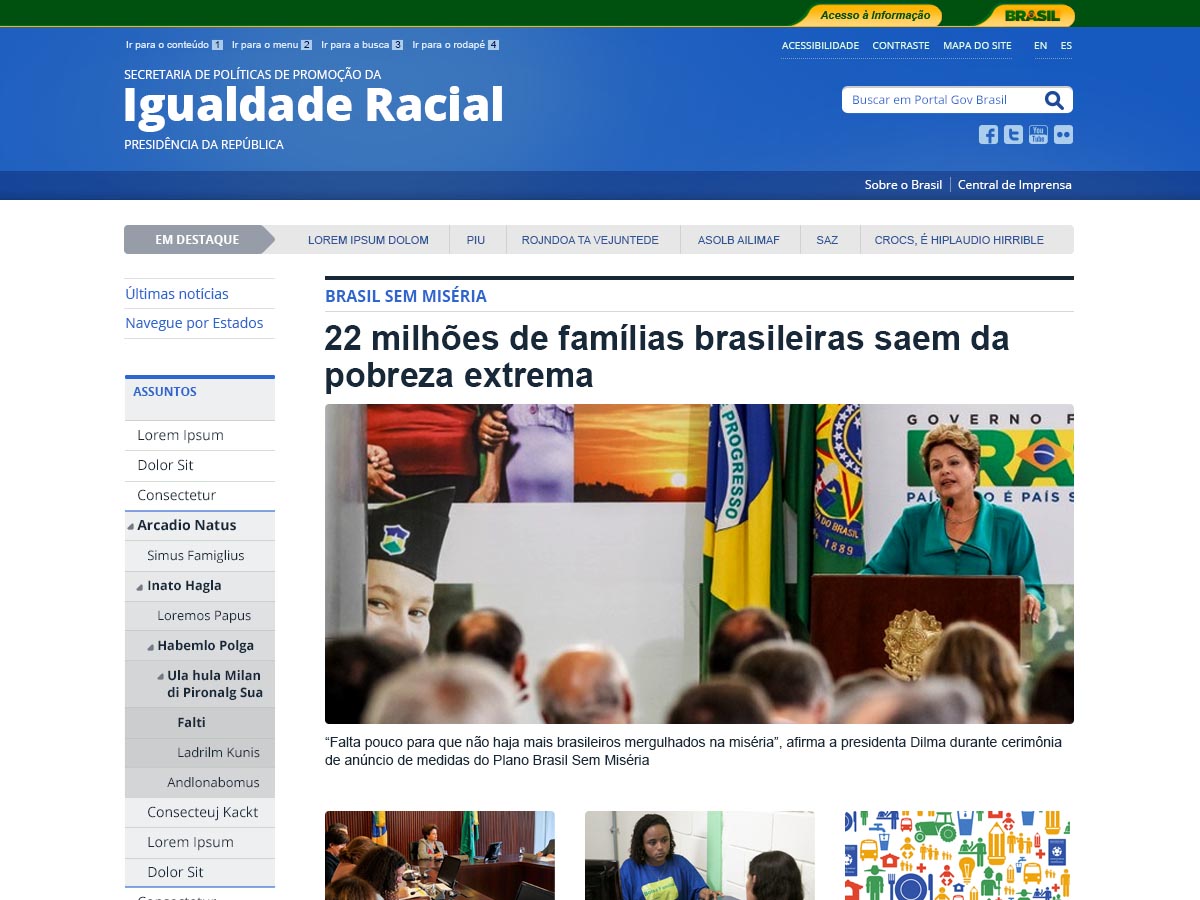 Acesso à Informação
BRASIL
Ir para o conteúdo 1 Ir para o menu 2 Ir para a busca 3 Ir para o rodapé 4
ACESSIBILIDADE CONTRASTE MAPA DO SITE EN ES
SECRETARIA DE POLÍTICAS DE PROMOÇÃO DA
Igualdade Racial
PRESIDÊNCIA DA REPÚBLICA
Buscar em Portal Gov Brasil
You
Tube
Sobre o Brasil Central de Imprensa
EM DESTAQUE LOREM IPSUM DOLOM PIU ROJNDOA TA VEJUNTEDE ASOLB AILIMAF SAZ CROCS, É HIPLAUDIO HIRRIBLE
Últimas notícias
Navegue por Estados
ASSUNTOS
Lorem Ipsum
Dolor Sit
Consectetur
Arcadio Natus
Simus Famiglius
Inato Hagla
Loremos Papus
Habemlo Polga
Ula hula Milan
di Pironalg Sua
Falti
Ladrilm Kunis
Andlonabomus
Consecteuj Kackt
Lorem Ipsum
Dolor Sit
Consectetur
BRASIL SEM MISÉRIA
22 milhões de famílias brasileiras saem da
pobreza extrema
PROGRESSO
GOVERNO F
BRA
PAÍS
O É PAÍS S
DO BRASIL
1889
“Falta pouco para que não haja mais brasileiros mergulhados na miséria”, afirma a presidenta Dilma durante cerimônia
de anúncio de medidas do Plano Brasil Sem Miséria